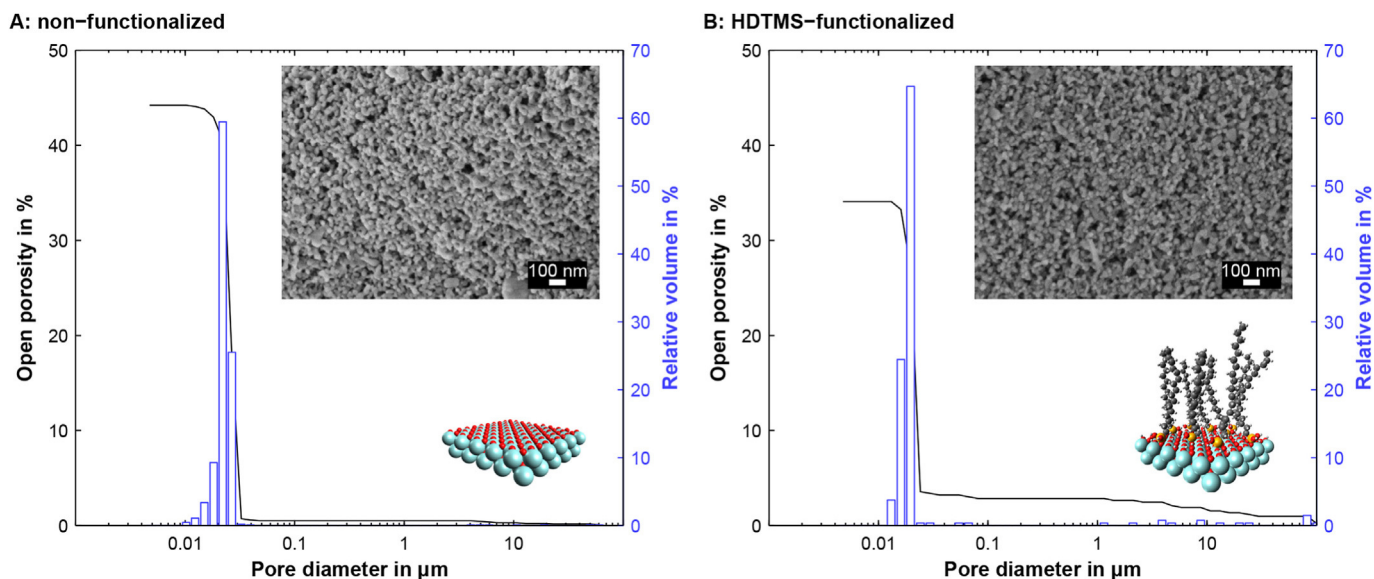 A: non−functionalized
50
40
30
20
10
0
Open porosity in %
70
60
50
40
30
20
10
0
Relative volume in %
100 nm
0.01 0.1 1 10
Pore diameter in µm
B: HDTMS−functionalized
50
40
30
20
10
0
Open porosity in %
70
60
50
40
30
20
10
0
Relative volume in %
100 nm
0.01 0.1 1 10
Pore diameter in µm